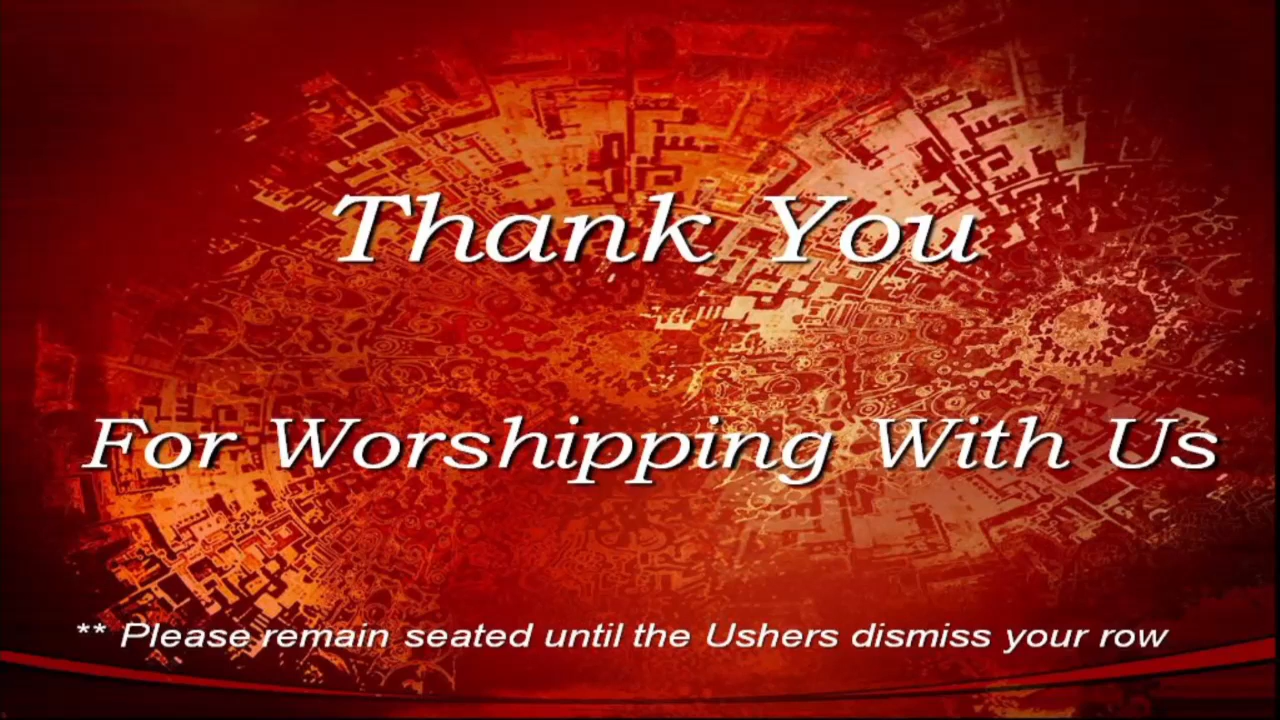 Thank You
For Worshipping With Us
** Please remain seated until the Ushers dismiss your row